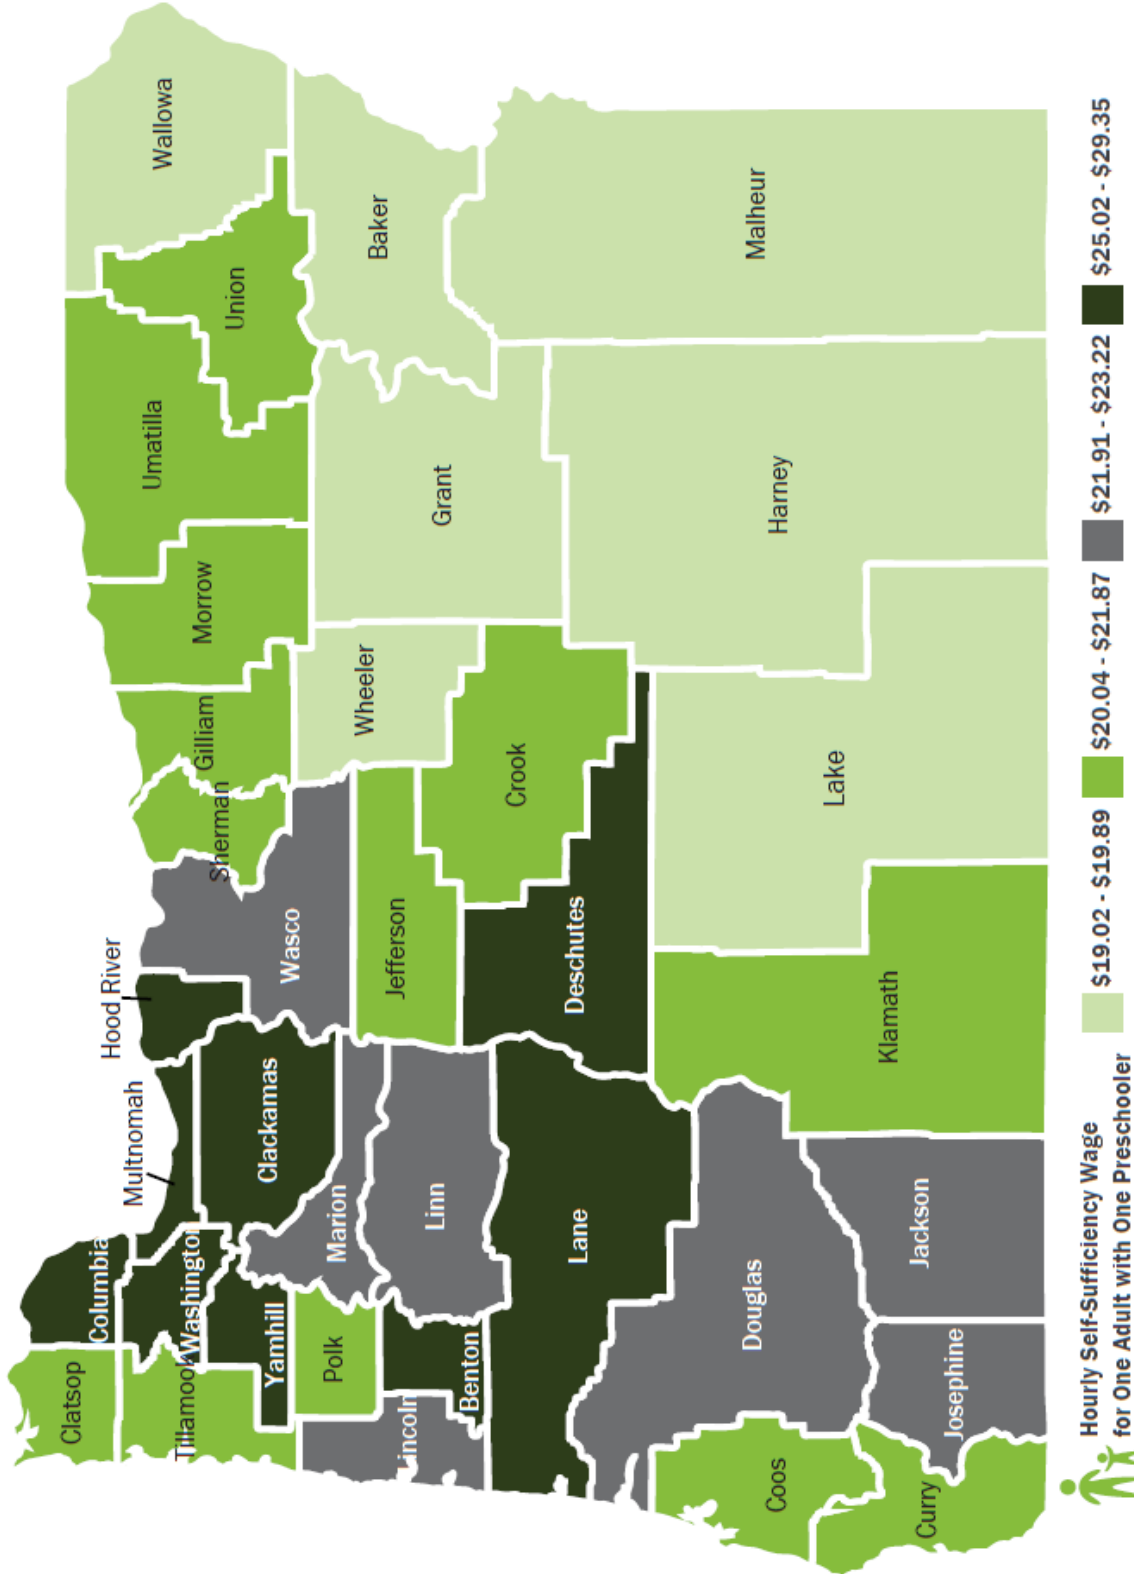 Clatsop
Columbia
Multnomah
Hood River
Tillamook
Washington
Yamhill
Clackamas
Wasco
Sherman
Gilliam
Morrow
Umatilla
Union
Wallowa
Polk
Marion
Lincoln
Benton
Linn
Jefferson
Wheeler
Grant
Baker
Lane
Deschutes
Crook
Malheur
Harney
Lake
Klamath
Douglas
Coos
Curry
Josephine
Jackson
Hourly Self-Sufficiency Wage
for One Adult with One Preschooler
$19.02 - $19.89
$20.04 - $21.87
$21.91 - $23.22
$25.02 - $29.35